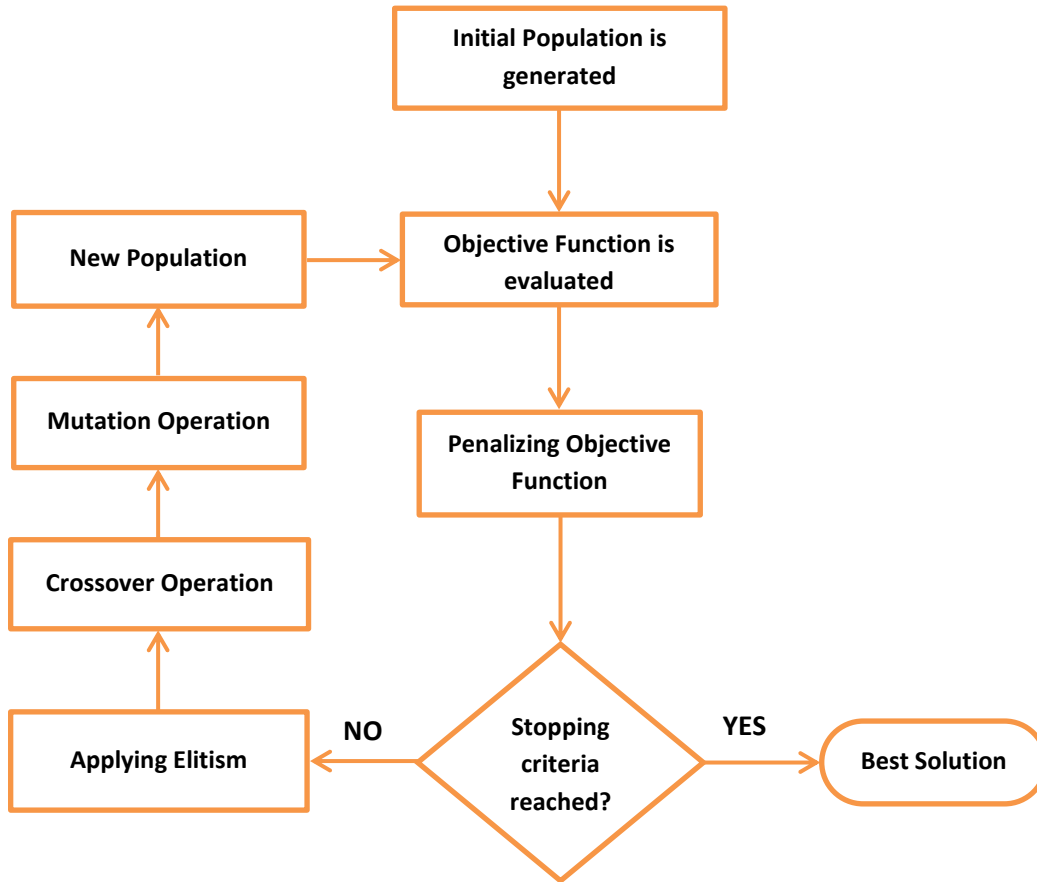 Initial Population is
generated
Objective Function is
evaluated
New Population
Penalizing Objective
Function
Mutation Operation
Crossover Operation
Stopping
criteria
reached?
NO
YES
Applying Elitism
Best Solution